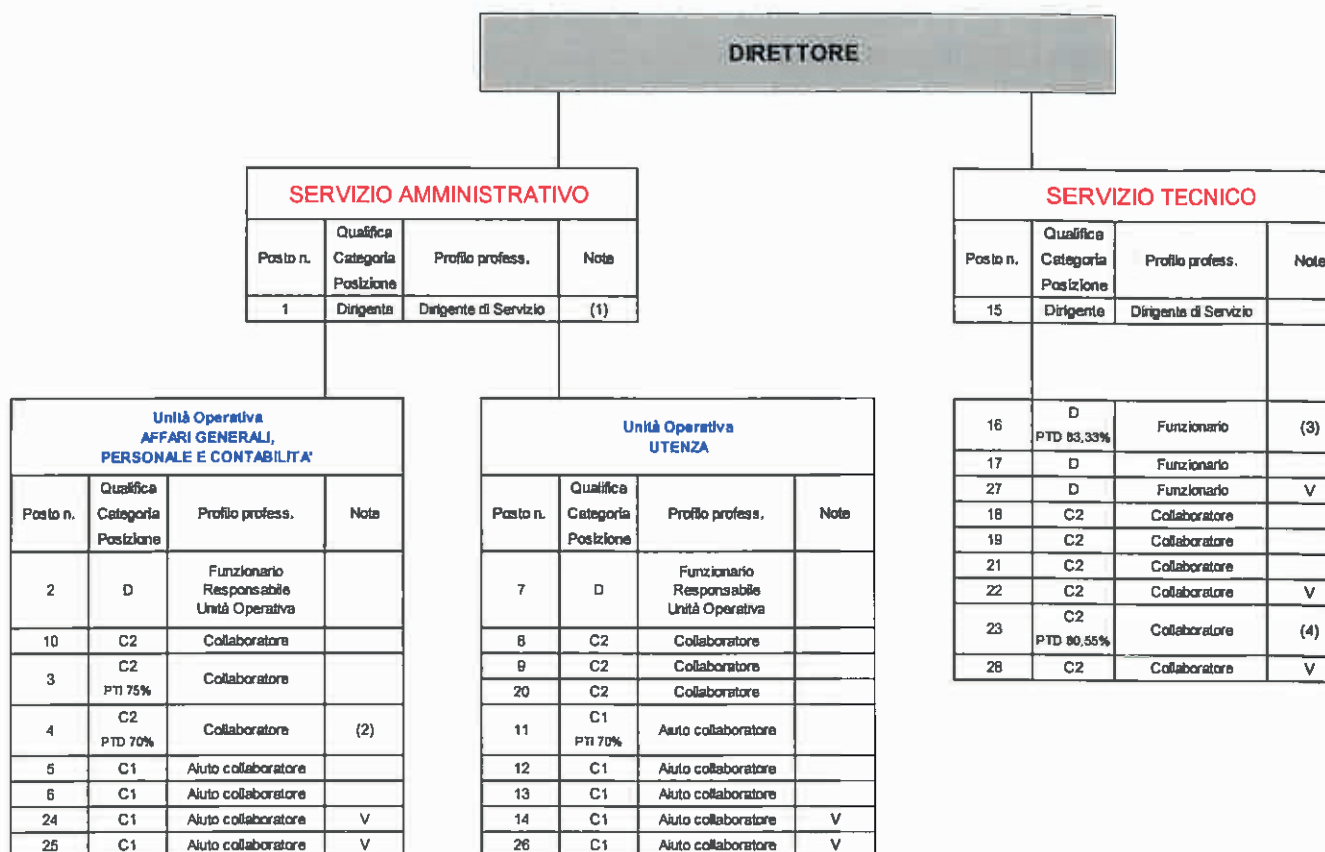 DIRETTORE
SERVIZIO AMMINISTRATIVO
Posto n. Qualifica Categoria Posizione Profilo profess. Note
1 Dirigente Dirigente di Servizio (1)
SERVIZIO TECNICO
Posto n. Qualifica Categoria Posizione Profilo profess. Note
15 Dirigente Dirigente di Servizio
Unità Operativa
AFFARI GENERALI,
PERSONALE E CONTABILITA'
Posto n. Qualifica Categoria Posizione Profilo profess. Note
2 D Funzionario Responsabile Unità Operativa
10 C2 Collaboratore
3 C2 PTI 75% Collaboratore
4 C2 PTD 70% Collaboratore (2)
5 C1 Aiuto collaboratore
6 C1 Aiuto collaboratore
24 C1 Aiuto collaboratore V
25 C1 Aiuto collaboratore V
Unità Operativa
UTENZA
Posto n. Qualifica Categoria Posizione Profilo profess. Note
7 D Funzionario Responsabile Unità Operativa
8 C2 Collaboratore
9 C2 Collaboratore
20 C2 Collaboratore
11 C1 PTI 70% Aiuto collaboratore
12 C1 Aiuto collaboratore
13 C1 Aiuto collaboratore
14 C1 Aiuto collaboratore V
26 C1 Aiuto collaboratore V
16 D PTD 83,33% Funzionario (3)
17 D Funzionario
27 D Funzionario V
18 C2 Collaboratore
19 C2 Collaboratore
21 C2 Collaboratore
22 C2 Collaboratore V
23 C2 PTD 80,55% Collaboratore (4)
28 C2 Collaboratore V